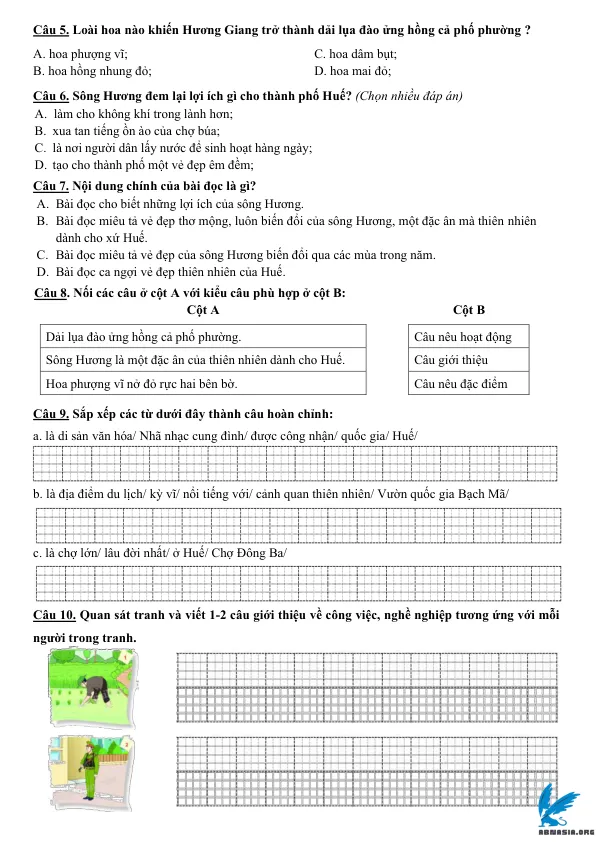 Câu 5. Loài hoa nào khiến Hương Giang trở thành dải lụa đào ửng hồng cả phố phường ?
A. hoa phượng vĩ;
C. hoa dâm bụt;
B. hoa hồng nhung đỏ;
D. hoa mai đỏ;
Câu 6. Sông Hương đem lại lợi ích gì cho thành phố Huế? (Chọn nhiều đáp án)
A. làm cho không khí trong lành hơn;
B. xua tan tiếng ồn ào của chợ búa;
C. là nơi người dân lấy nước để sinh hoạt hàng ngày;
D. tạo cho thành phố một vẻ đẹp êm đềm;
Câu 7. Nội dung chính của bài đọc là gì?
A. Bài đọc cho biết những lợi ích của sông Hương.
B. Bài đọc miêu tả vẻ đẹp thơ mộng, luôn biến đổi của sông Hương, một đặc ân mà thiên nhiên
dành cho xứ Huế.
C. Bài đọc miêu tả vẻ đẹp của sông Hương biến đổi qua các mùa trong năm.
D. Bài đọc ca ngợi vẻ đẹp thiên nhiên của Huế.
Câu 8. Nối các câu ở cột A với kiểu câu phù hợp ở cột B:
Cột A
Cột B
Dải lụa đào ửng hồng cả phố phường.
Câu nêu hoạt động
Sông Hương là một đặc ân của thiên nhiên dành cho Huế.
Câu giới thiệu
Hoa phượng vĩ nở đỏ rực hai bên bờ.
Câu nêu đặc điểm
Câu 9. Sắp xếp các từ dưới đây thành câu hoàn chỉnh:
a. là di sản văn hóa/ Nhã nhạc cung đình/ được công nhận/ quốc gia/ Huế/
b. là địa điểm du lịch/ kỳ vĩ/ nổi tiếng với/ cảnh quan thiên nhiên/ Vườn quốc gia Bạch Mã/
c. là chợ lớn/ lâu đời nhất/ ở Huế/ Chợ Đông Ba/
Câu 10. Quan sát tranh và viết 1-2 câu giới thiệu về công việc, nghề nghiệp tương ứng với mỗi
người trong tranh.
1
3
ABMASIA.ORG